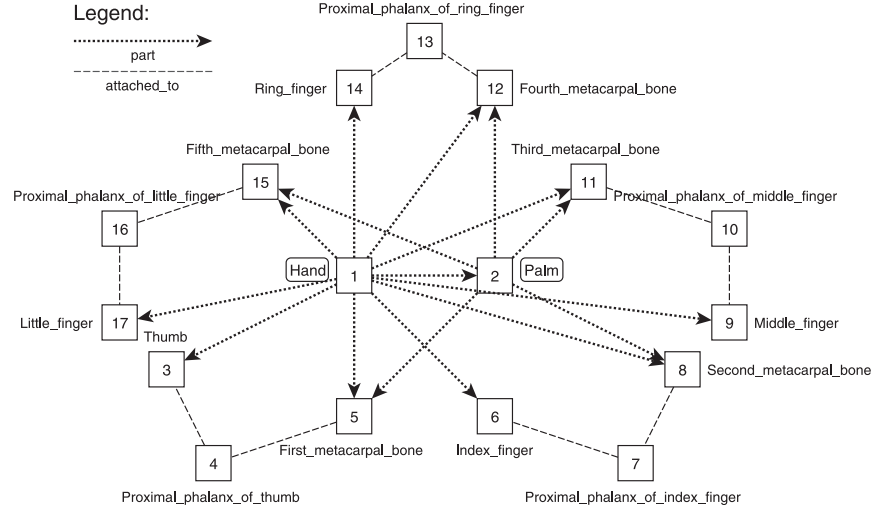 Legend:
part
attached_to
Proximal_phalanx_of_ring_finger
13
Ring_finger
14
12
Fourth_metacarpal_bone
Fifth_metacarpal_bone
15
Third_metacarpal_bone
11
Proximal_phalanx_of_little_finger
16
Proximal_phalanx_of_middle_finger
10
Hand
1
2
Palm
Little_finger
17
9
Middle_finger
Thumb
3
8
Second_metacarpal_bone
5
First_metacarpal_bone
6
Index_finger
4
Proximal_phalanx_of_thumb
7
Proximal_phalanx_of_index_finger